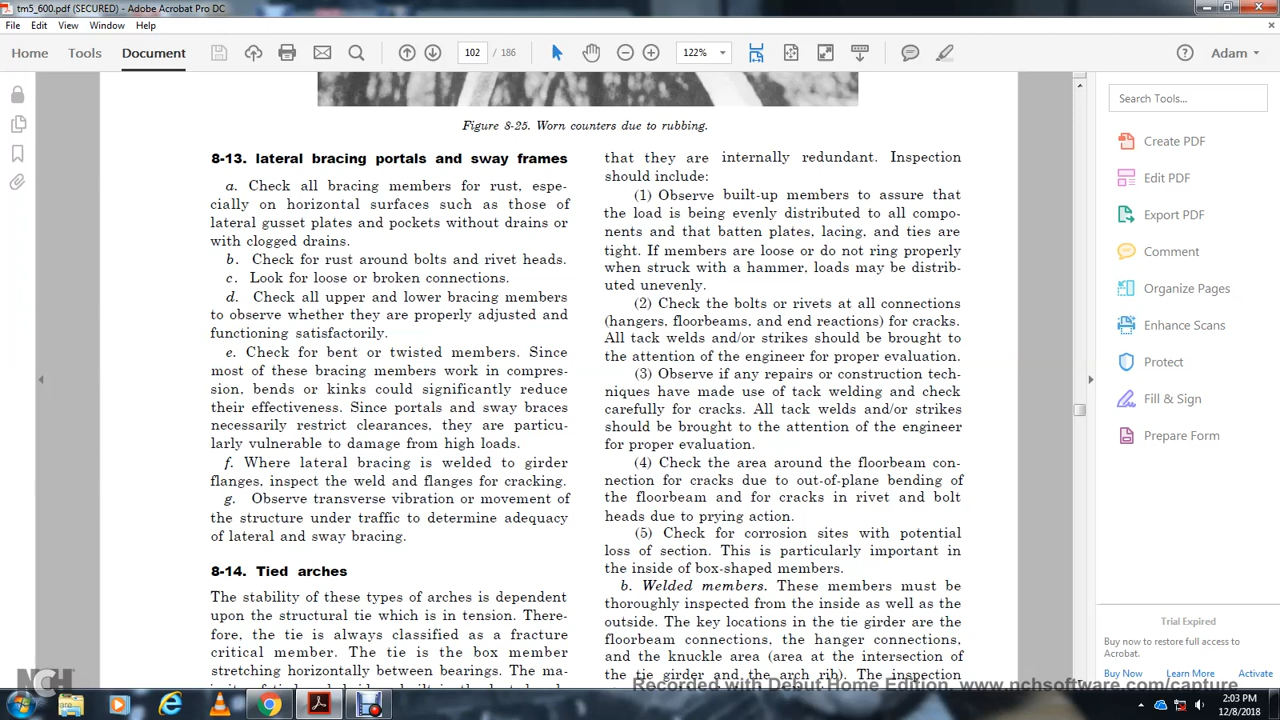 tm5_600.pdf (SECURED) - Adobe Acrobat Pro DC
File Edit View Window Help
Home Tools Document 102 / 186 122% Adam
Figure 8-25. Worn counters due to rubbing.
8-13. lateral bracing portals and sway frames
a. Check all bracing members for rust, espe-
cially on horizontal surfaces such as those of
lateral gusset plates and pockets without drains or
with clogged drains.
b. Check for rust around bolts and rivet heads.
c. Look for loose or broken connections.
d. Check all upper and lower bracing members
to observe whether they are properly adjusted and
functioning satisfactorily.
e. Check for bent or twisted members. Since
most of these bracing members work in compres-
sion, bends or kinks could significantly reduce
their effectiveness. Since portals and sway braces
necessarily restrict clearances, they are particu-
larly vulnerable to damage from high loads.
f. Where lateral bracing is welded to girder
flanges, inspect the weld and flanges for cracking.
g. Observe transverse vibration or movement of
the structure under traffic to determine adequacy
of lateral and sway bracing.
8-14. Tied arches
The stability of these types of arches is dependent
upon the structural tie which is in tension. There-
fore, the tie is always classified as a fracture
critical member. The tie is the box member
stretching horizontally between bearings. The ma-
that they are internally redundant. Inspection
should include:
(1) Observe built-up members to assure that
the load is being evenly distributed to all compo-
nents and that batten plates, lacing, and ties are
tight. If members are loose or do not ring properly
when struck with a hammer, loads may be distrib-
uted unevenly.
(2) Check the bolts or rivets at all connections
(hangers, floorbeams, and end reactions) for cracks.
All tack welds and/or strikes should be brought to
the attention of the engineer for proper evaluation.
(3) Observe if any repairs or construction tech-
niques have made use of tack welding and check
carefully for cracks. All tack welds and/or strikes
should be brought to the attention of the engineer
for proper evaluation.
(4) Check the area around the floorbeam con-
nection for cracks due to out-of-plane bending of
the floorbeam and for cracks in rivet and bolt
heads due to prying action.
(5) Check for corrosion sites with potential
loss of section. This is particularly important in
the inside of box-shaped members.
b. Welded members. These members must be
thoroughly inspected from the inside as well as the
outside. The key locations in the tie girder are the
floorbeam connections, the hanger connections,
and the knuckle area (area at the intersection of
the tie girder and the arch rib). The inspection
Search Tools...
Create PDF
Edit PDF
Export PDF
Comment
Organize Pages
Enhance Scans
Protect
Fill & Sign
Prepare Form
Trial Expired
Buy now to restore full access to
Acrobat.
Buy Now Learn More Activate
NCH
Recorded with Debut Home Edition. www.nchsoftware.com/capture
2:03 PM
12/8/2018